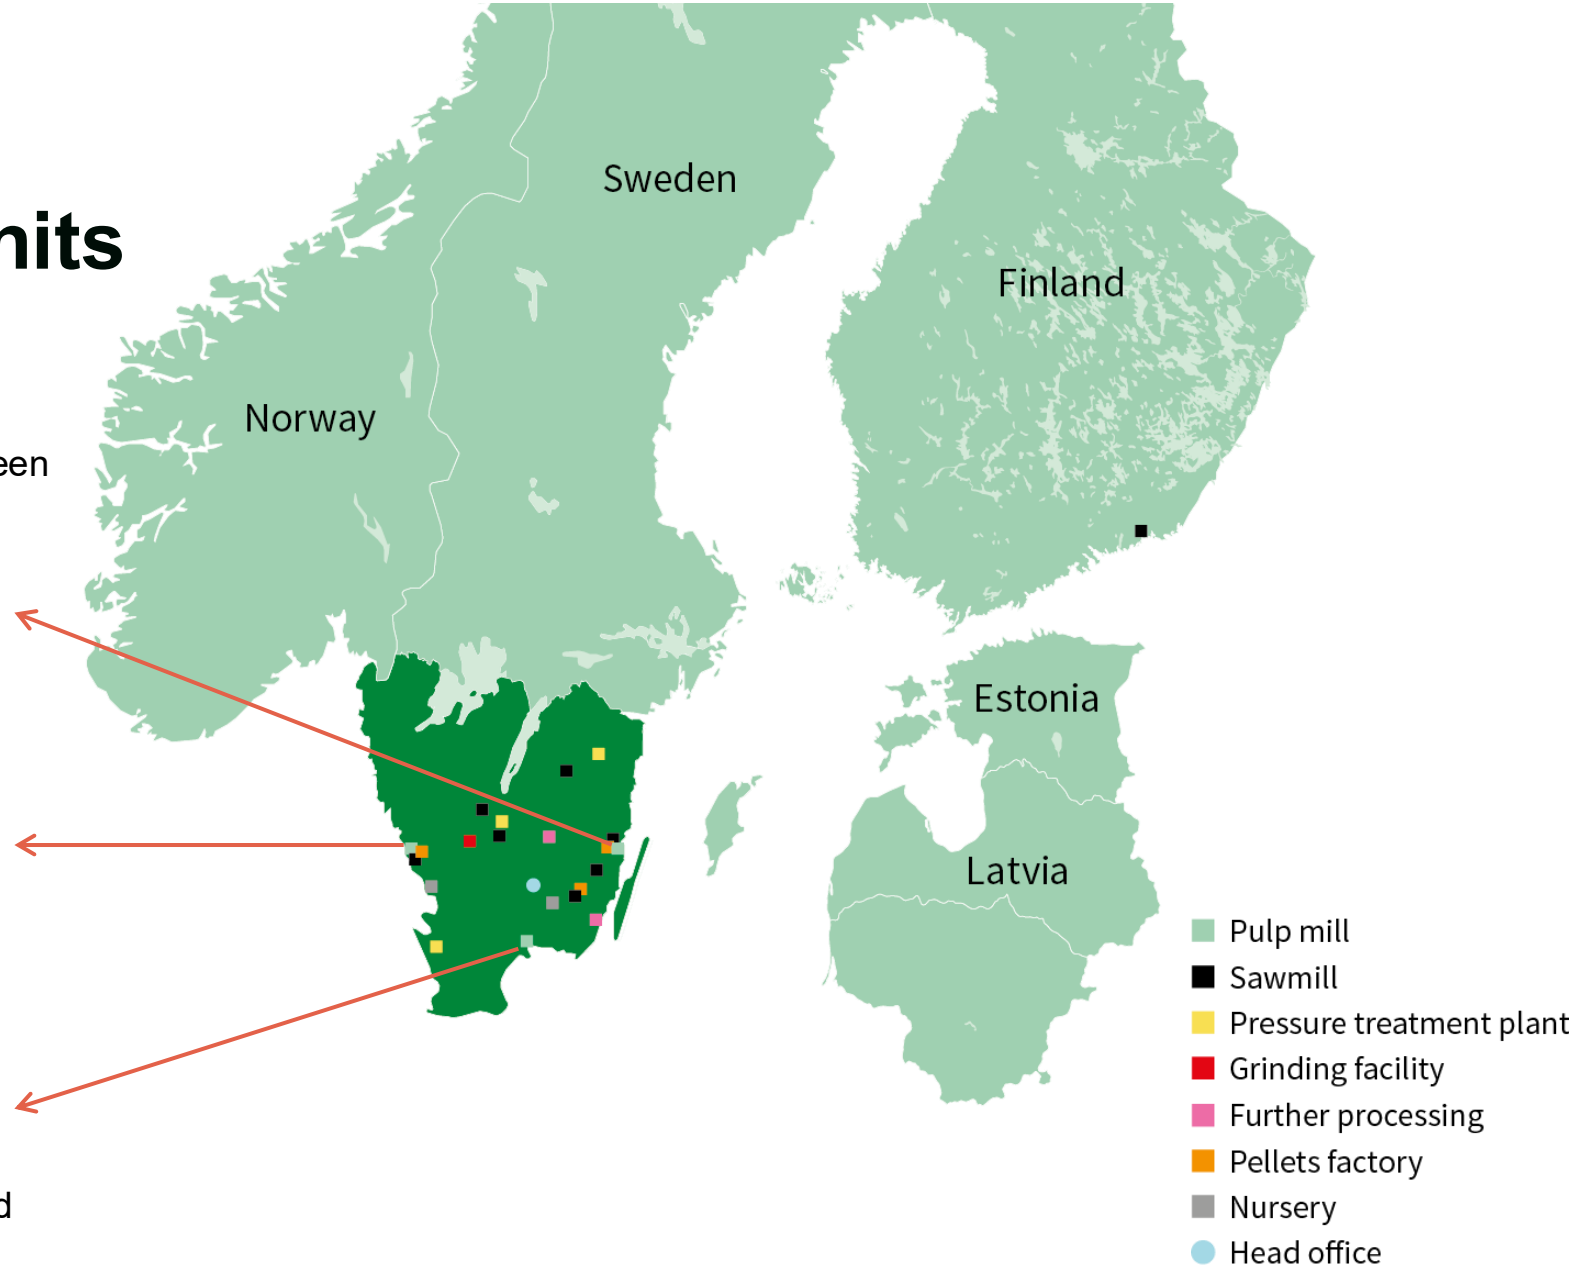 Sweden
nits
Finland
Norway
een
Estonia
Latvia
Pulp mill
Sawmill
Pressure treatment plant
Grinding facility
Further processing
Pellets factory
Nursery
d
Head office